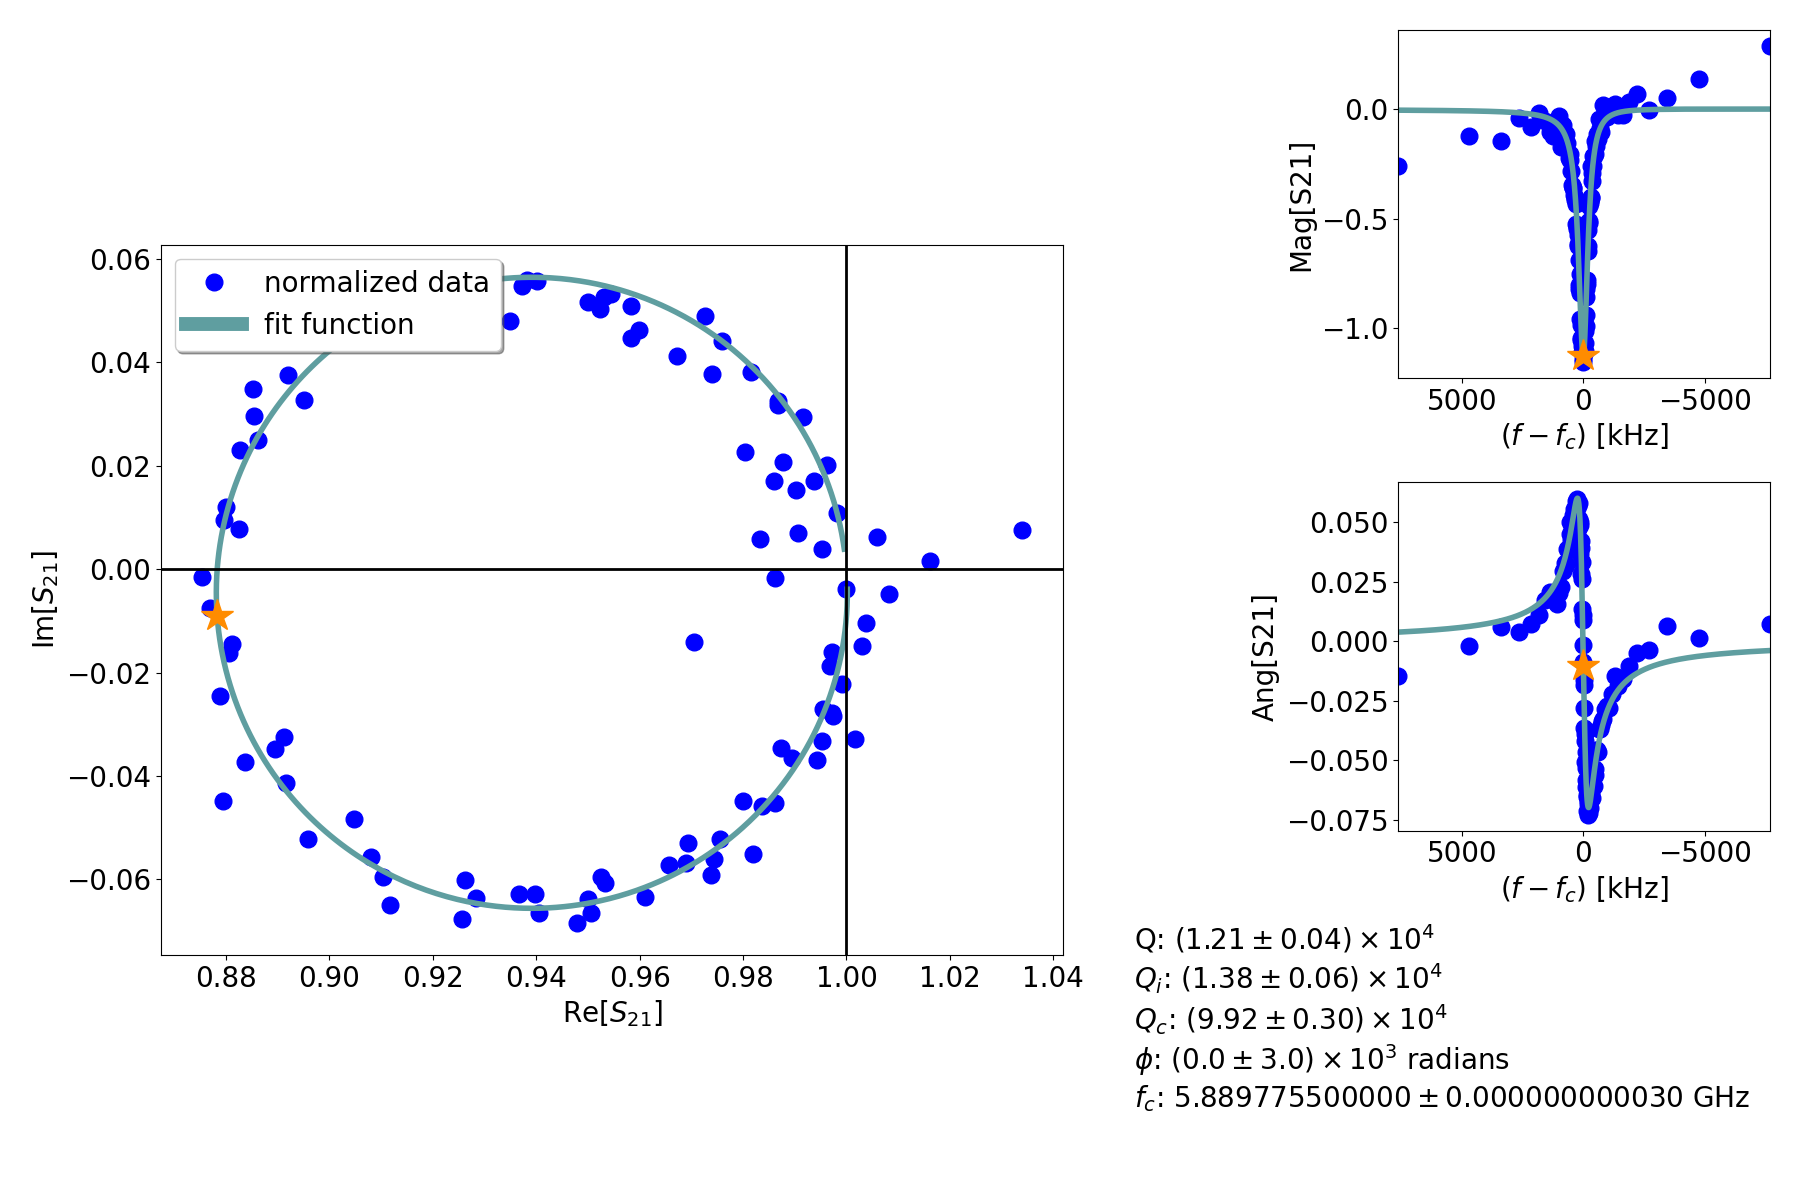 normalized data
fit function
0.06
0.04
0.02
0.00
−0.02
−0.04
−0.06
Im[S21]
0.88 0.90 0.92 0.94 0.96 0.98 1.00 1.02 1.04
Re[S21]
0.0
−0.5
−1.0
Mag[S21]
5000 0 −5000
(f − fc) [kHz]
0.050
0.025
0.000
−0.025
−0.050
−0.075
Ang[S21]
5000 0 −5000
(f − fc) [kHz]
Q: (1.21 ± 0.04) × 10^4
Qi: (1.38 ± 0.06) × 10^4
Qc: (9.92 ± 0.30) × 10^4
ϕ: (0.0 ± 3.0) × 10^3 radians
fc: 5.889775500000 ± 0.000000000030 GHz